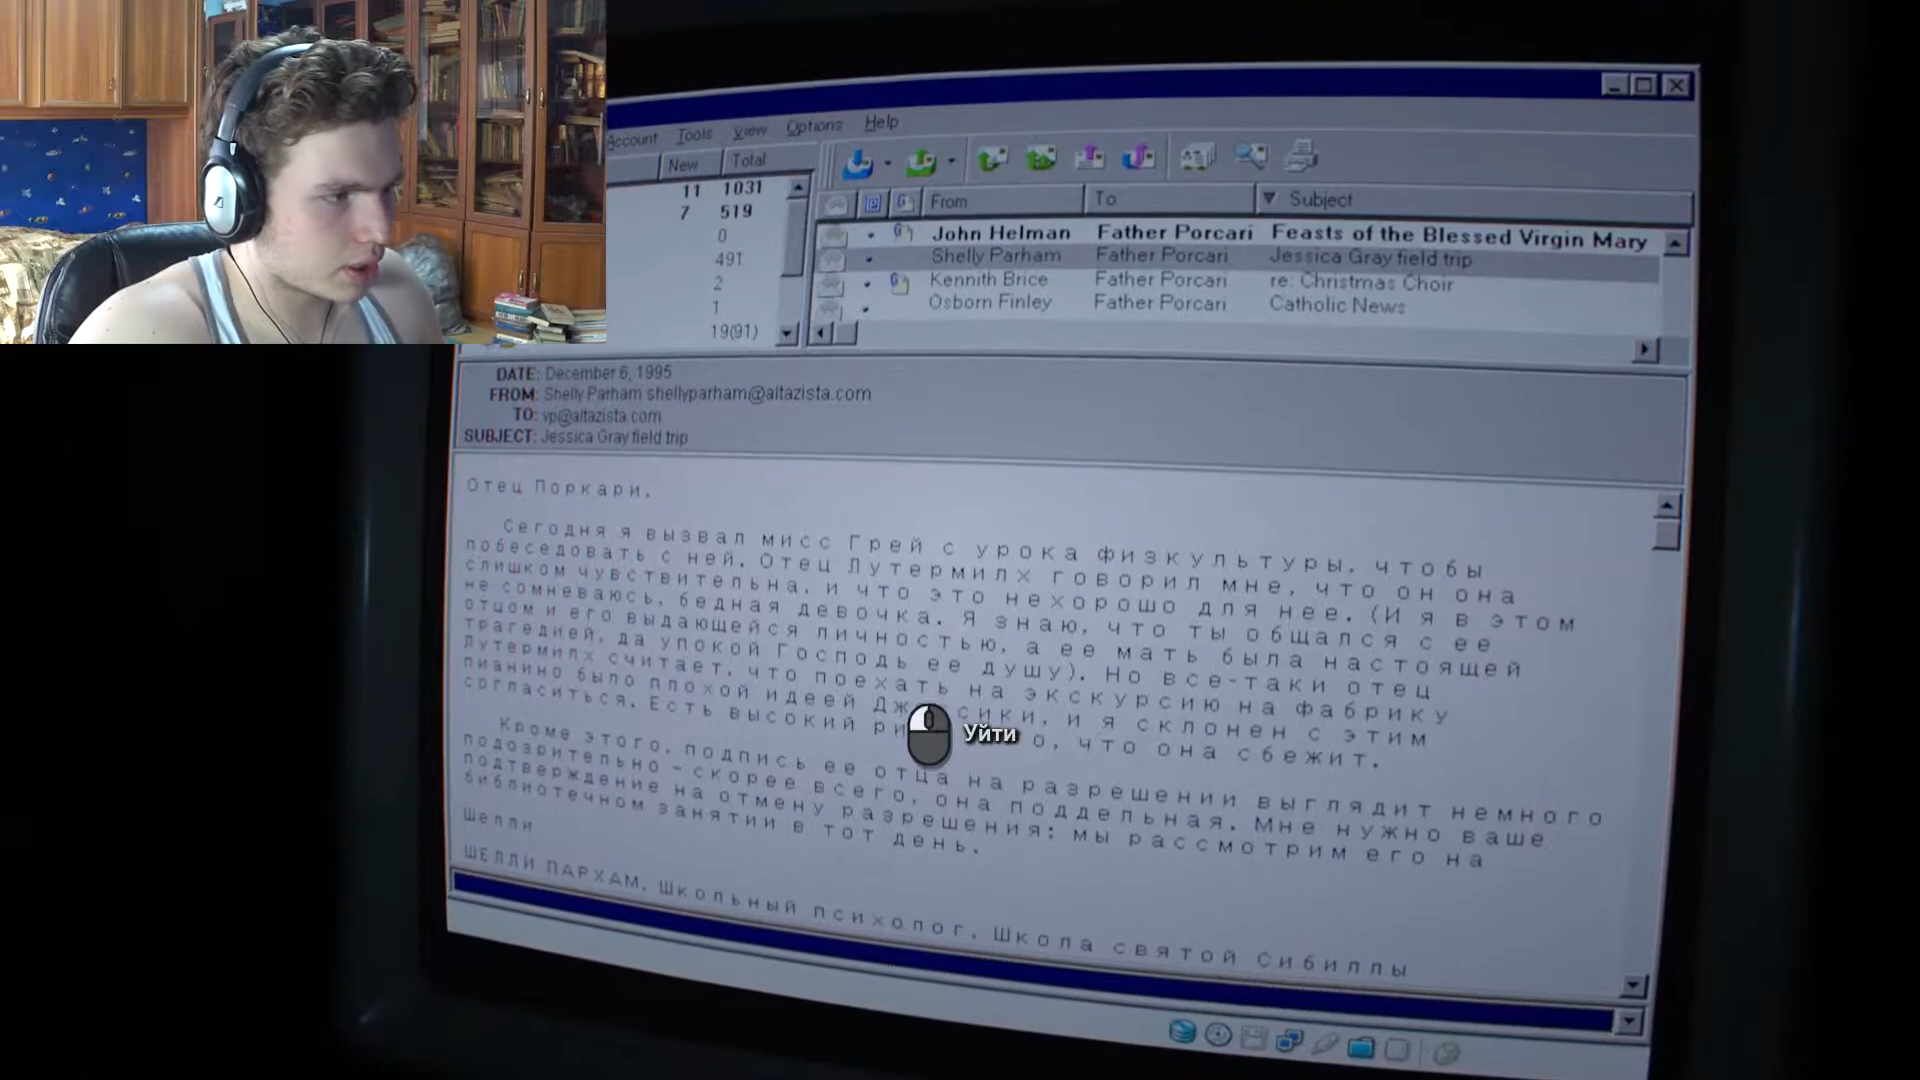 Account Tools View Options Help
New Total
11 1031
7 519
0
491
2
1
19(91)
From To Subject
John Helman Father Porcari Feasts of the Blessed Virgin Mary
Shelly Parham Father Porcari Jessica Gray field trip
Kennith Brice Father Porcari re: Christmas Choir
Osborn Finley Father Porcari Catholic News
DATE: December 6, 1995
FROM: Shelly Parham shellyparham@altazista.com
TO: vp@altazista.com
SUBJECT: Jessica Gray field trip
Отец Поркари,
Сегодня я вызвал мисс Грей с урока физкультуры, чтобы
побеседовать с ней. Отец Лутермилх говорил мне, что он она
слишком чувствительна, и что это нехорошо для нее. (И я в этом
не сомневаюсь, бедная девочка. Я знаю, что ты общался с ее
отцом и его выдающейся личностью, а ее мать была настоящей
трагедией, да упокой Господь ее душу). Но все-таки отец
Лутермилх считает, что поехать на экскурсию на фабрику
пианино было плохой идеей Дж сики, и я склонен с этим
согласиться. Есть высокий ри о, что она сбежит.
Уйти
Кроме этого, подпись ее отца на разрешении выглядит немного
подозрительно - скорее всего, она поддельная. Мне нужно ваше
подтверждение на отмену разрешения; мы рассмотрим его на
библиотечном занятии в тот день.
Шелли
ШЕЛЛИ ПАРХАМ, Школьный психолог, Школа святой Сибиллы